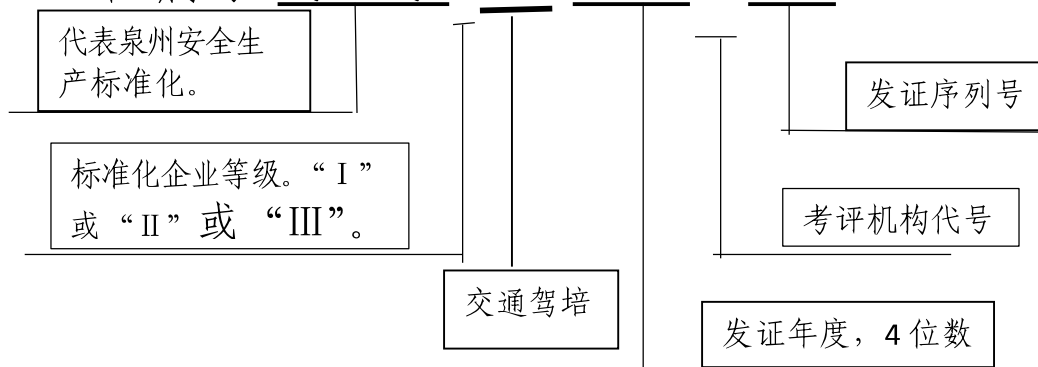 代表泉州安全生
产标准化。
发证序列号
标准化企业等级。“Ⅰ”
或“Ⅱ”或“Ⅲ”。
考评机构代号
交通驾培
发证年度，4位数